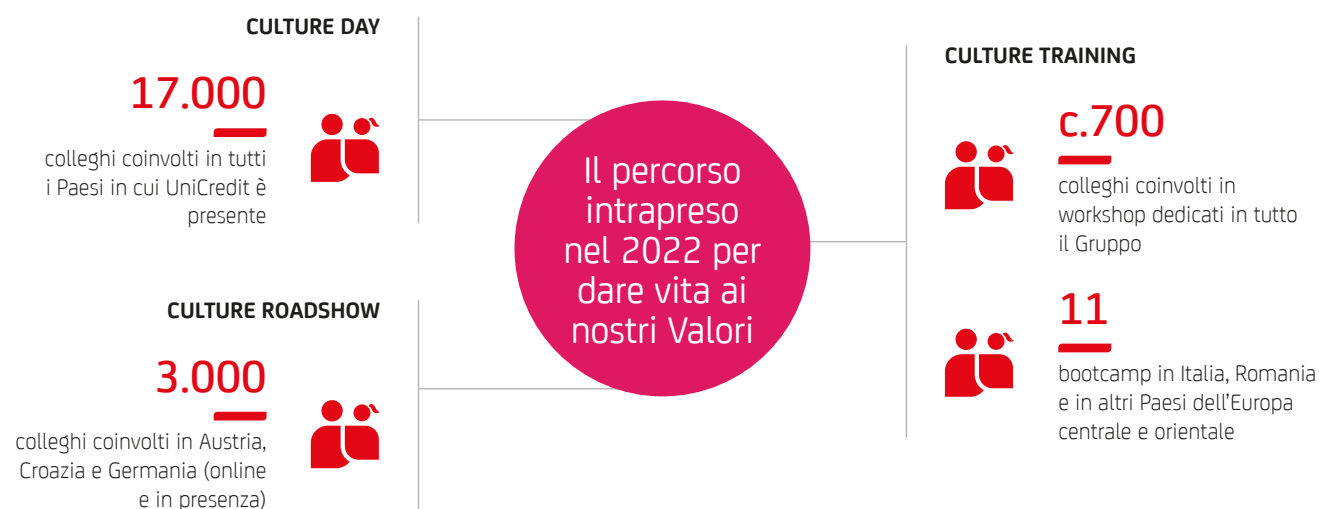 CULTURE DAY
17.000
colleghi coinvolti in tutti
i Paesi in cui UniCredit è
presente
CULTURE ROADSHOW
3.000
colleghi coinvolti in Austria,
Croazia e Germania (online
e in presenza)
Il percorso
intrapreso
nel 2022 per
dare vita ai
nostri Valori
CULTURE TRAINING
c.700
colleghi coinvolti in
workshop dedicati in tutto
il Gruppo
11
bootcamp in Italia, Romania
e in altri Paesi dell'Europa
centrale e orientale